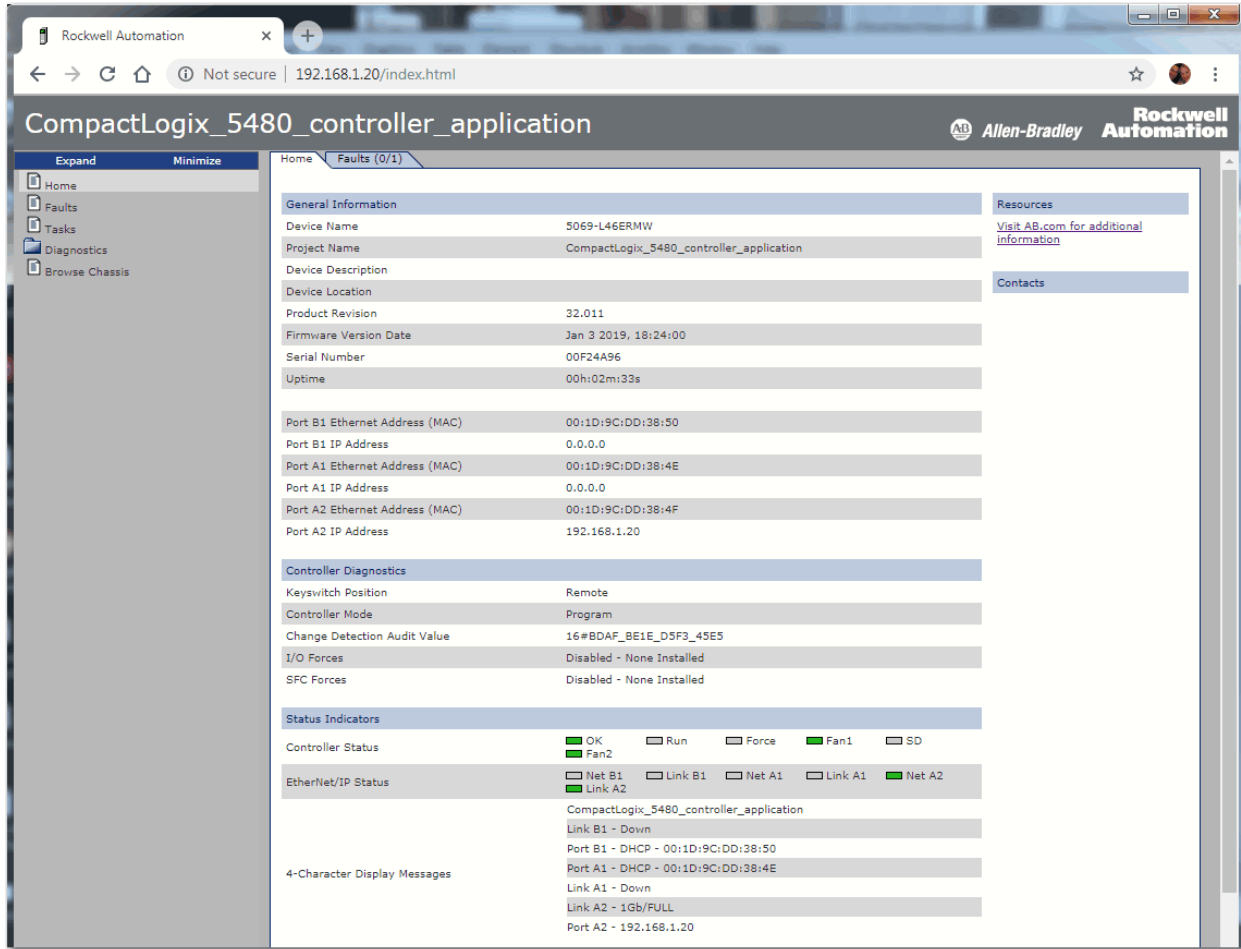 Rockwell Automation
Not secure | 192.168.1.20/index.html
CompactLogix_5480_controller_application
AB Allen-Bradley
Rockwell
Automation
Expand Minimize
Home
Faults
Tasks
Diagnostics
Browse Chassis
Home Faults (0/1)
General Information
Device Name 5069-L46ERMW
Project Name CompactLogix_5480_controller_application
Device Description
Device Location
Product Revision 32.011
Firmware Version Date Jan 3 2019, 18:24:00
Serial Number 00F24A96
Uptime 00h:02m:33s
Port B1 Ethernet Address (MAC) 00:1D:9C:DD:38:50
Port B1 IP Address 0.0.0.0
Port A1 Ethernet Address (MAC) 00:1D:9C:DD:38:4E
Port A1 IP Address 0.0.0.0
Port A2 Ethernet Address (MAC) 00:1D:9C:DD:38:4F
Port A2 IP Address 192.168.1.20
Controller Diagnostics
Keyswitch Position Remote
Controller Mode Program
Change Detection Audit Value 16#BDAF_BE1E_D5F3_45E5
I/O Forces Disabled - None Installed
SFC Forces Disabled - None Installed
Status Indicators
Controller Status OK Run Force Fan1 SD
Fan2
EtherNet/IP Status Net B1 Link B1 Net A1 Link A1 Net A2
Link A2
4-Character Display Messages
CompactLogix_5480_controller_application
Link B1 - Down
Port B1 - DHCP - 00:1D:9C:DD:38:50
Port A1 - DHCP - 00:1D:9C:DD:38:4E
Link A1 - Down
Link A2 - 1Gb/FULL
Port A2 - 192.168.1.20
Resources
Visit AB.com for additional
information
Contacts